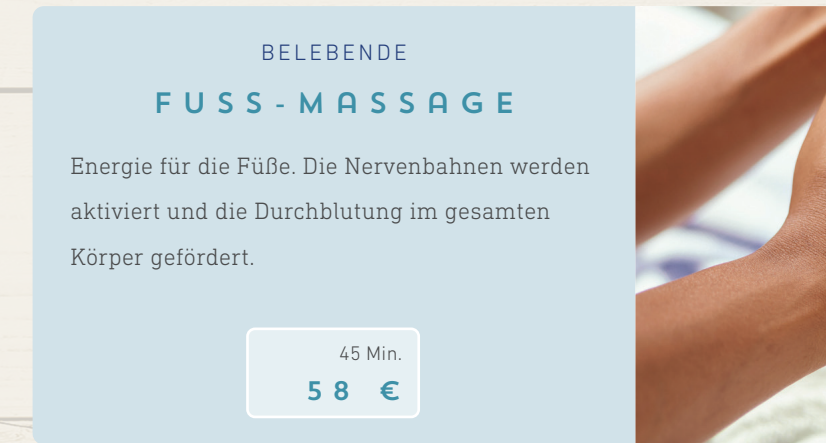 BELEBENDE
FUSS-MASSAGE
Energie für die Füße. Die Nervenbahnen werden
aktiviert und die Durchblutung im gesamten
Körper gefördert.
45 Min.
58 €